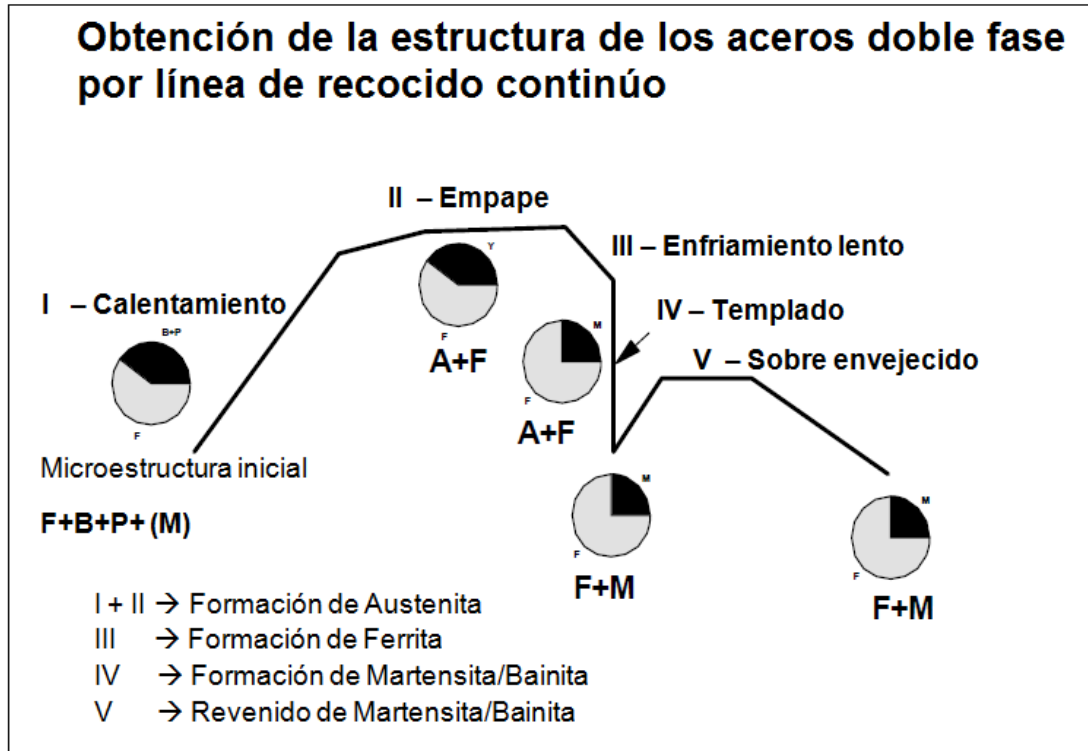 Obtención de la estructura de los aceros doble fase
por línea de recocido continúo
II – Empape
III – Enfriamiento lento
I – Calentamiento
IV – Templado
V – Sobre envejecido
B+P
F
Y
F
A+F
M
F
A+F
Microestructura inicial
F+B+P+ (M)
M
F
F+M
M
F
F+M
I + II → Formación de Austenita
III → Formación de Ferrita
IV → Formación de Martensita/Bainita
V → Revenido de Martensita/Bainita